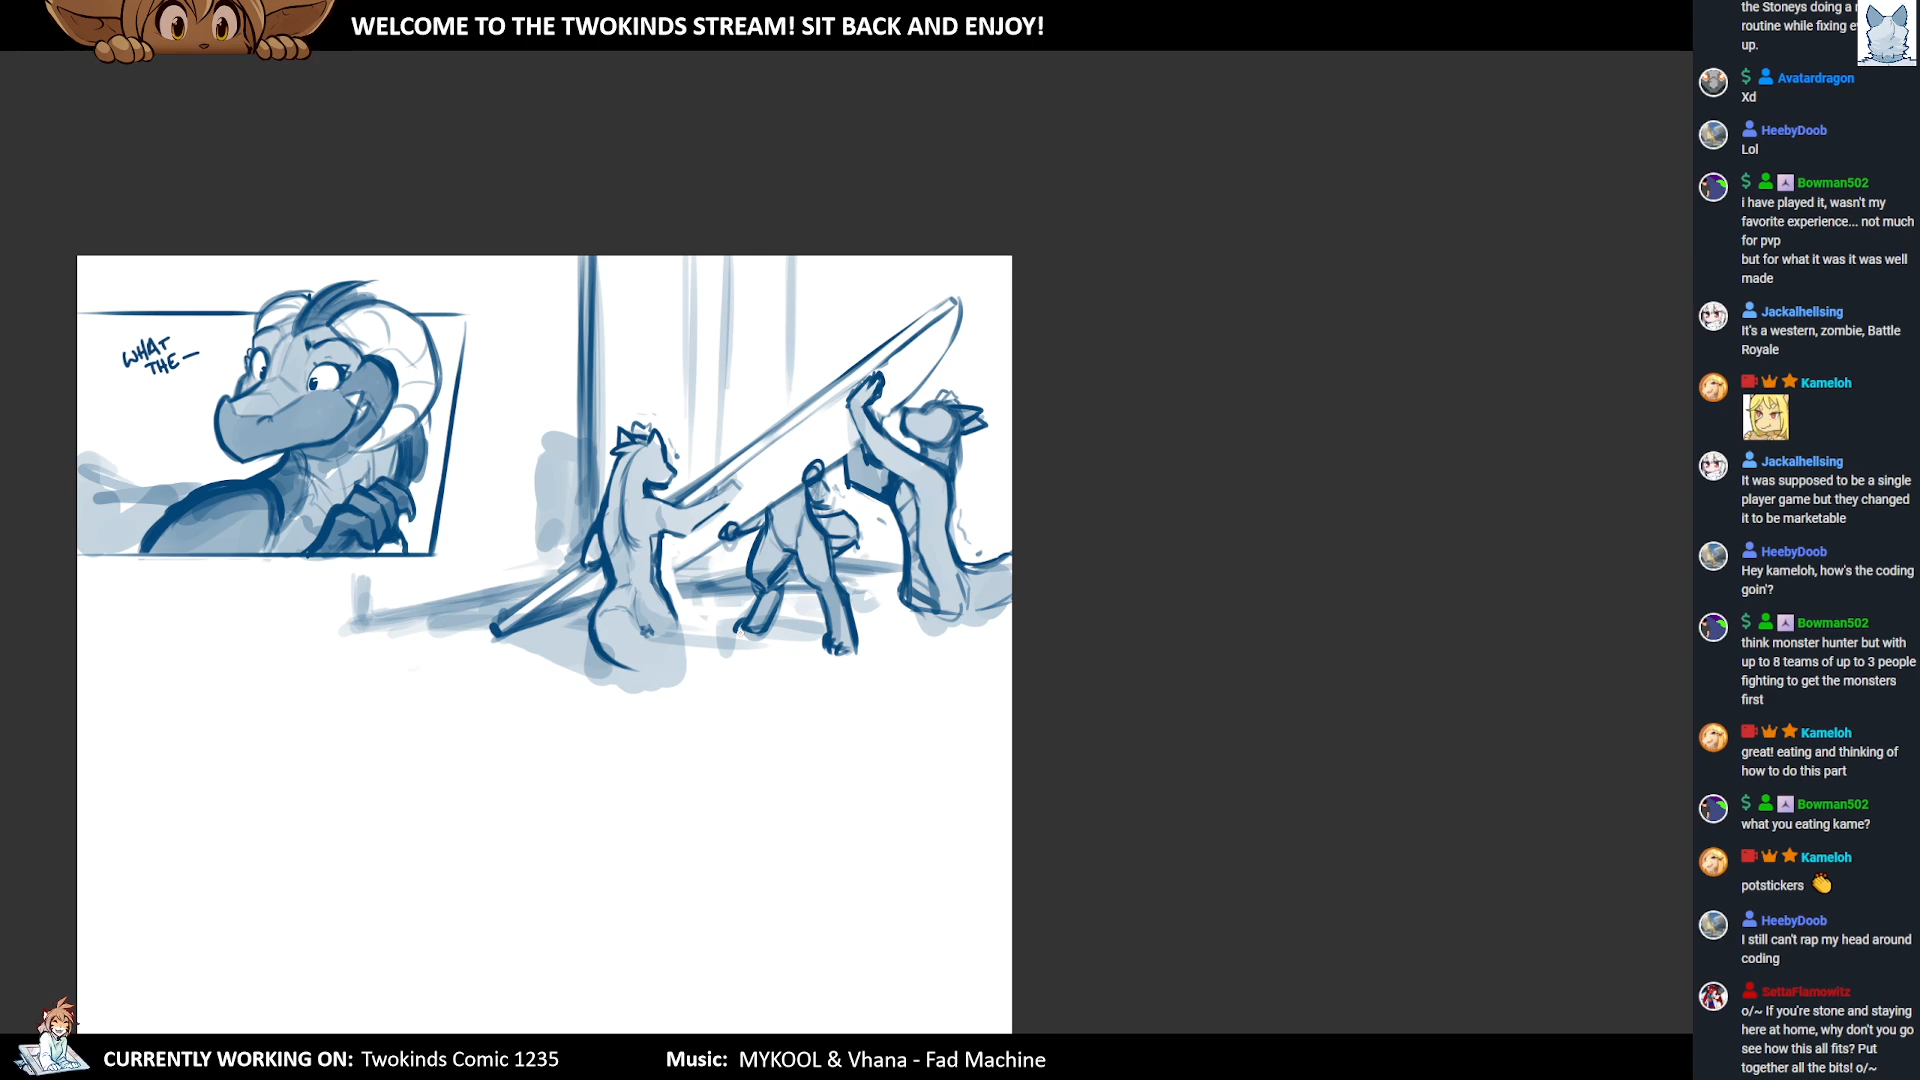 WELCOME TO THE TWOKINDS STREAM! SIT BACK AND ENJOY!
WHAT
THE—
the Stoneys doing a
routine while fixing
up.
$ Avatardragon
Xd
HeebyDoob
Lol
$ Bowman502
i have played it, wasn't my
favorite experience... not much
for pvp
but for what it was it was well
made
Jackalhellsing
It's a western, zombie, Battle
Royale
Kameloh
Jackalhellsing
It was supposed to be a single
player game but they changed
it to be marketable
HeebyDoob
Hey kameloh, how's the coding
goin'?
$ Bowman502
think monster hunter but with
up to 8 teams of up to 3 people
fighting to get the monsters
first
Kameloh
great! eating and thinking of
how to do this part
$ Bowman502
what you eating kame?
Kameloh
potstickers
HeebyDoob
I still can't rap my head around
coding
SettaFlamowitz
o/~ If you're stone and staying
here at home, why don't you go
see how this all fits? Put
together all the bits! o/~
CURRENTLY WORKING ON: Twokinds Comic 1235
Music: MYKOOL & Vhana - Fad Machine